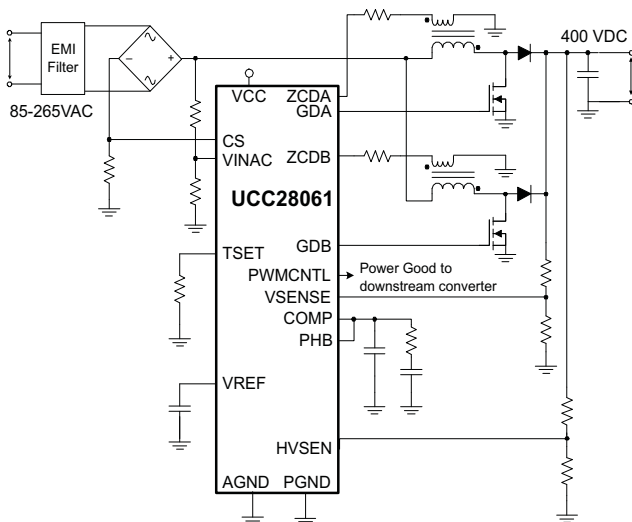 EMI
Filter
85-265VAC
−
+
400 VDC
VCC
ZCDA
GDA
CS
VINAC
ZCDB
UCC28061
GDB
TSET
PWMCNTL
Power Good to
downstream converter
VSENSE
COMP
PHB
VREF
HVSEN
AGND
PGND